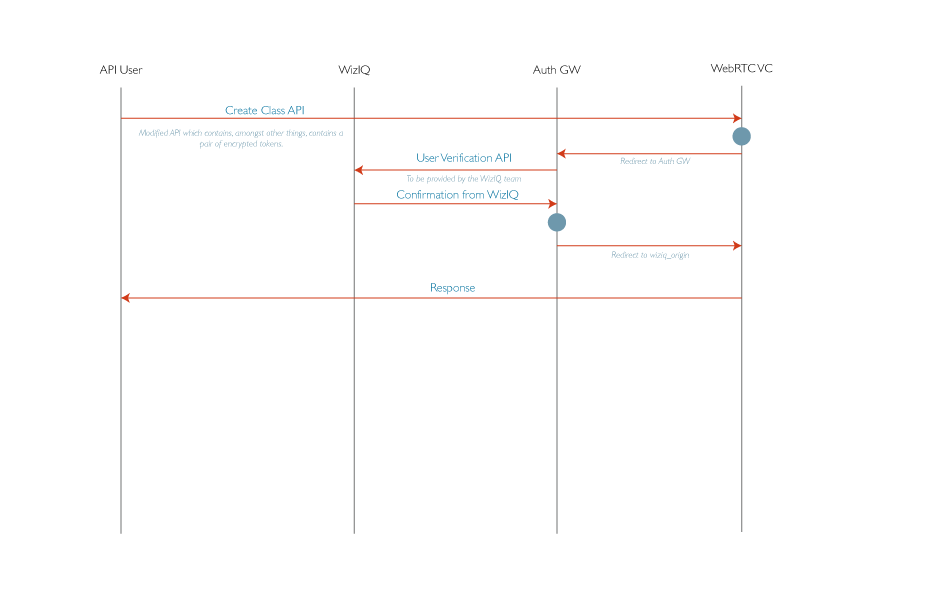 API User
WizIQ
Auth GW
WebRTC VC
Create Class API
Modified API which contains, amongst other things, contains a
pair of encrypted tokens.
Redirect to Auth GW
User Verification API
To be provided by the WizIQ team
Confirmation from WizIQ
Redirect to wiziq_origin
Response